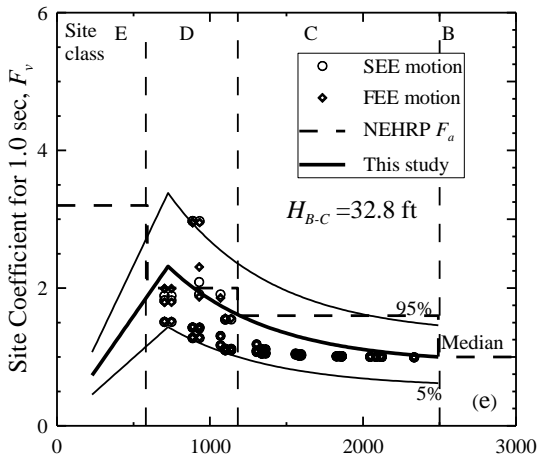 Site class
E
D
C
B
SEE motion
FEE motion
NEHRP F_a
This study
H_{B-C} =32.8 ft
95%
Median
5%
(e)
Site Coefficient for 1.0 sec, F_v
6
4
2
0
0
1000
2000
3000